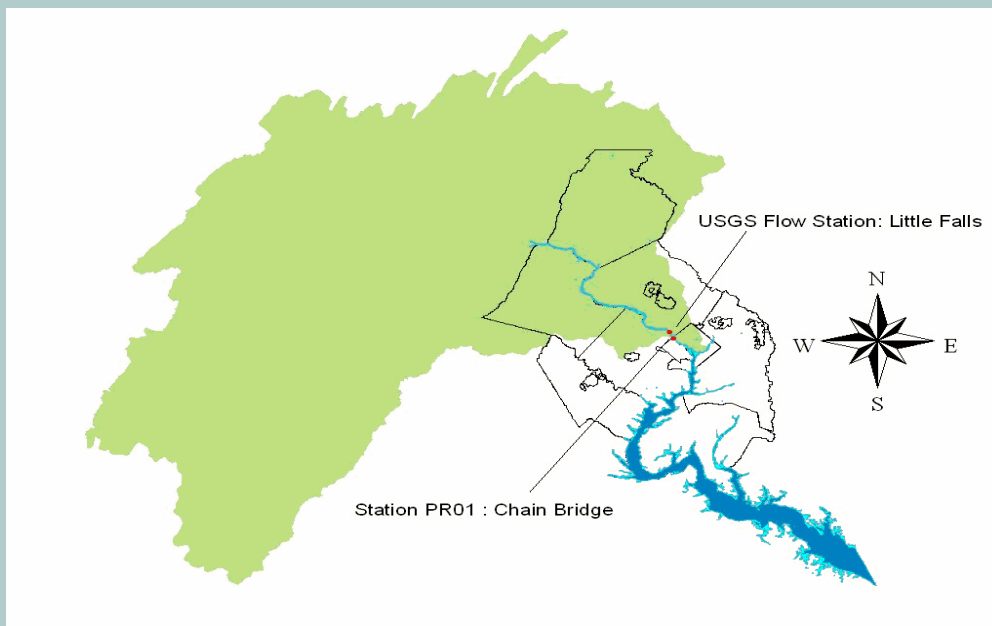 USGS Flow Station: Little Falls
N
W E
S
Station PR01 : Chain Bridge